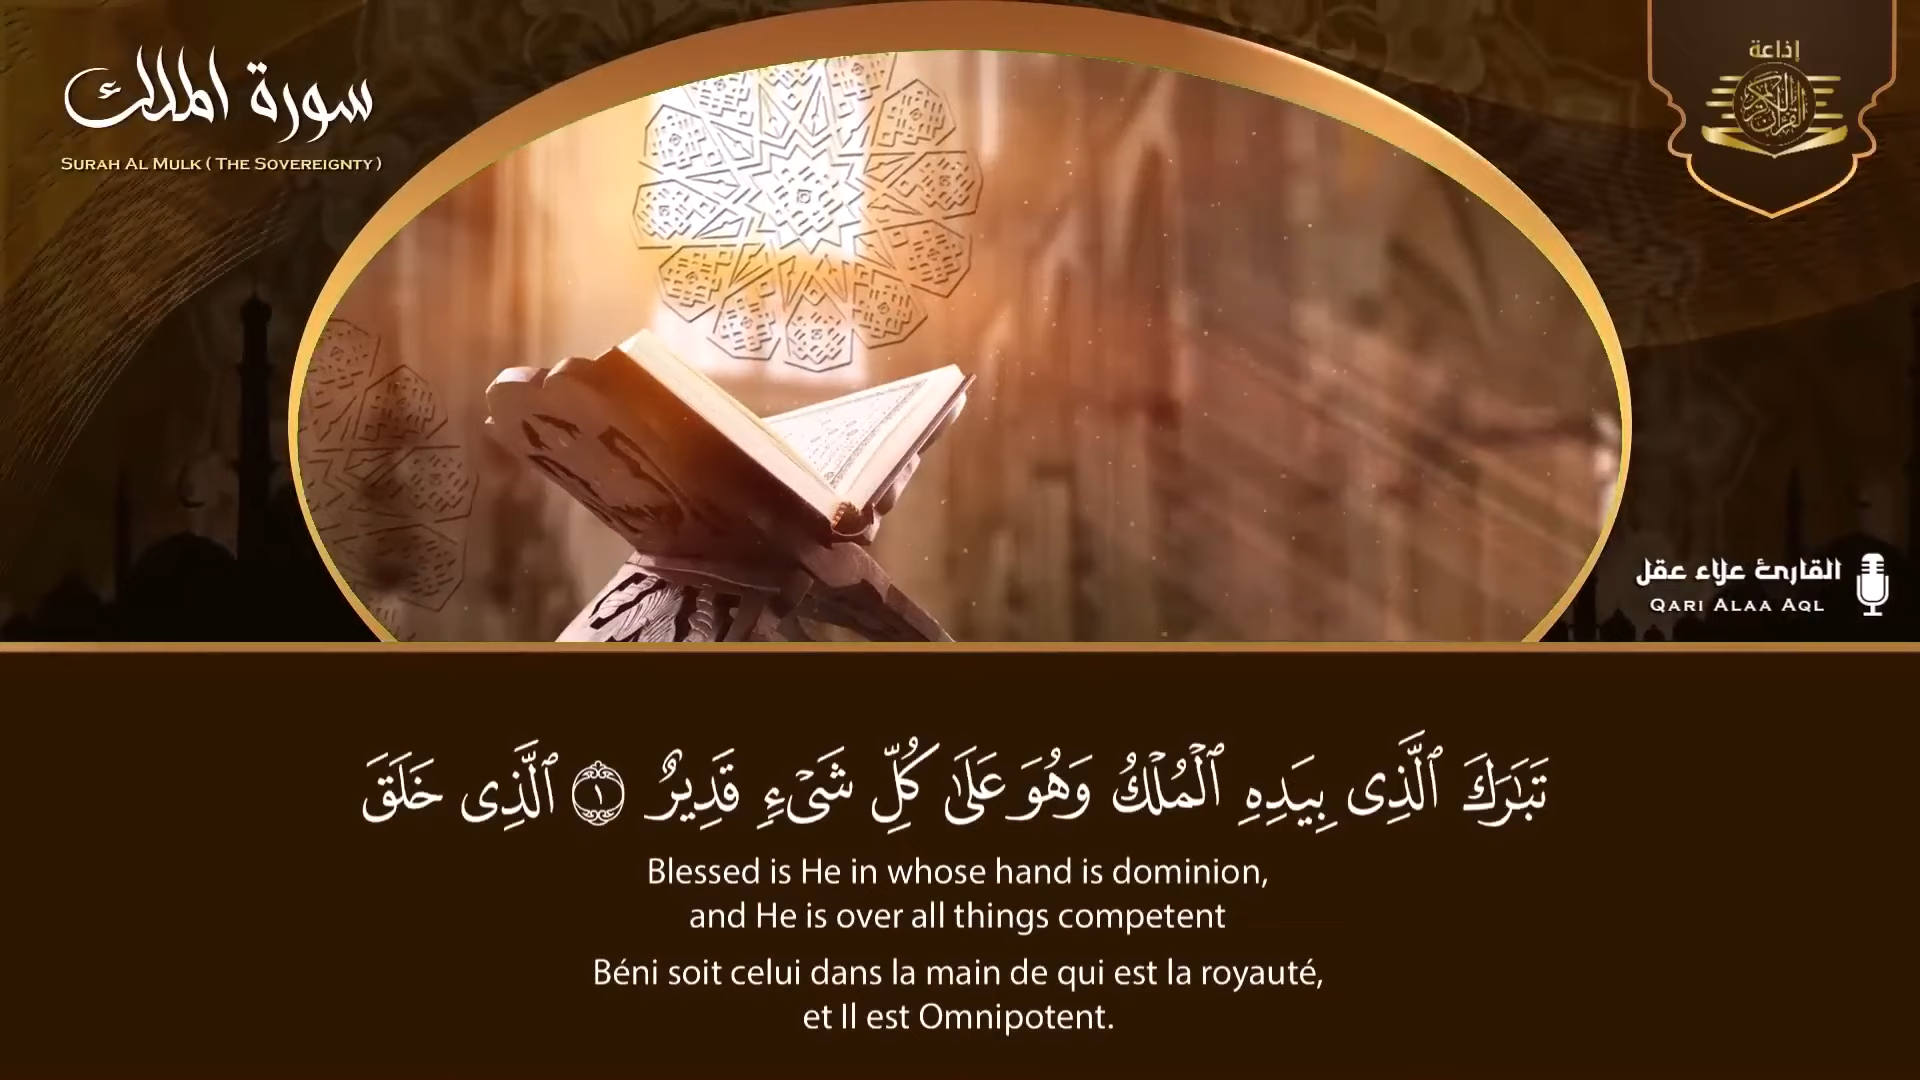 سورة الملك
SURAH AL MULK ( THE SOVEREIGNTY )
إذاعة
القرآن الكريم
القارئ علاء عقل
QARI ALAA AQL
تَبَٰرَكَ ٱلَّذِى بِيَدِهِ ٱلْمُلْكُ وَهُوَ عَلَىٰ كُلِّ شَىْءٍ قَدِيرٌ ١ ٱلَّذِى خَلَقَ
Blessed is He in whose hand is dominion,
and He is over all things competent
Béni soit celui dans la main de qui est la royauté,
et Il est Omnipotent.